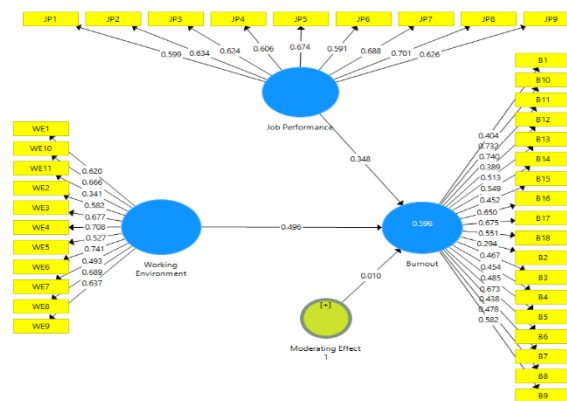 JP1 JP2 JP3 JP4 JP5 JP6 JP7 JP8 JP9
0.599 0.634 0.624 0.606 0.674 0.591 0.688 0.701 0.626
Job Performance
0.348
WE1
WE10
WE11
WE2
WE3
WE4
WE5
WE6
WE7
WE8
WE9
0.620
0.666
0.341
0.582
0.677
0.708
0.527
0.741
0.493
0.689
0.637
Working
Environment
0.496
[+]
Moderating Effect
1
0.010
0.596
Burnout
0.404
0.732
0.740
0.389
0.513
0.549
0.452
0.650
0.675
0.551
0.294
0.467
0.454
0.485
0.673
0.438
0.478
0.582
B1
B10
B11
B12
B13
B14
B15
B16
B17
B18
B2
B3
B4
B5
B6
B7
B8
B9